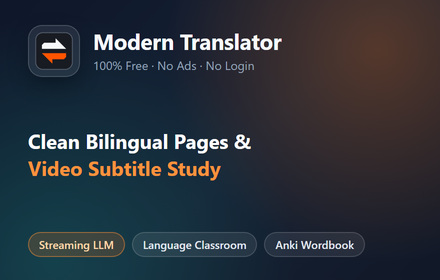 Modern Translator
100% Free · No Ads · No Login
Clean Bilingual Pages &
Video Subtitle Study
Streaming LLM
Language Classroom
Anki Wordbook